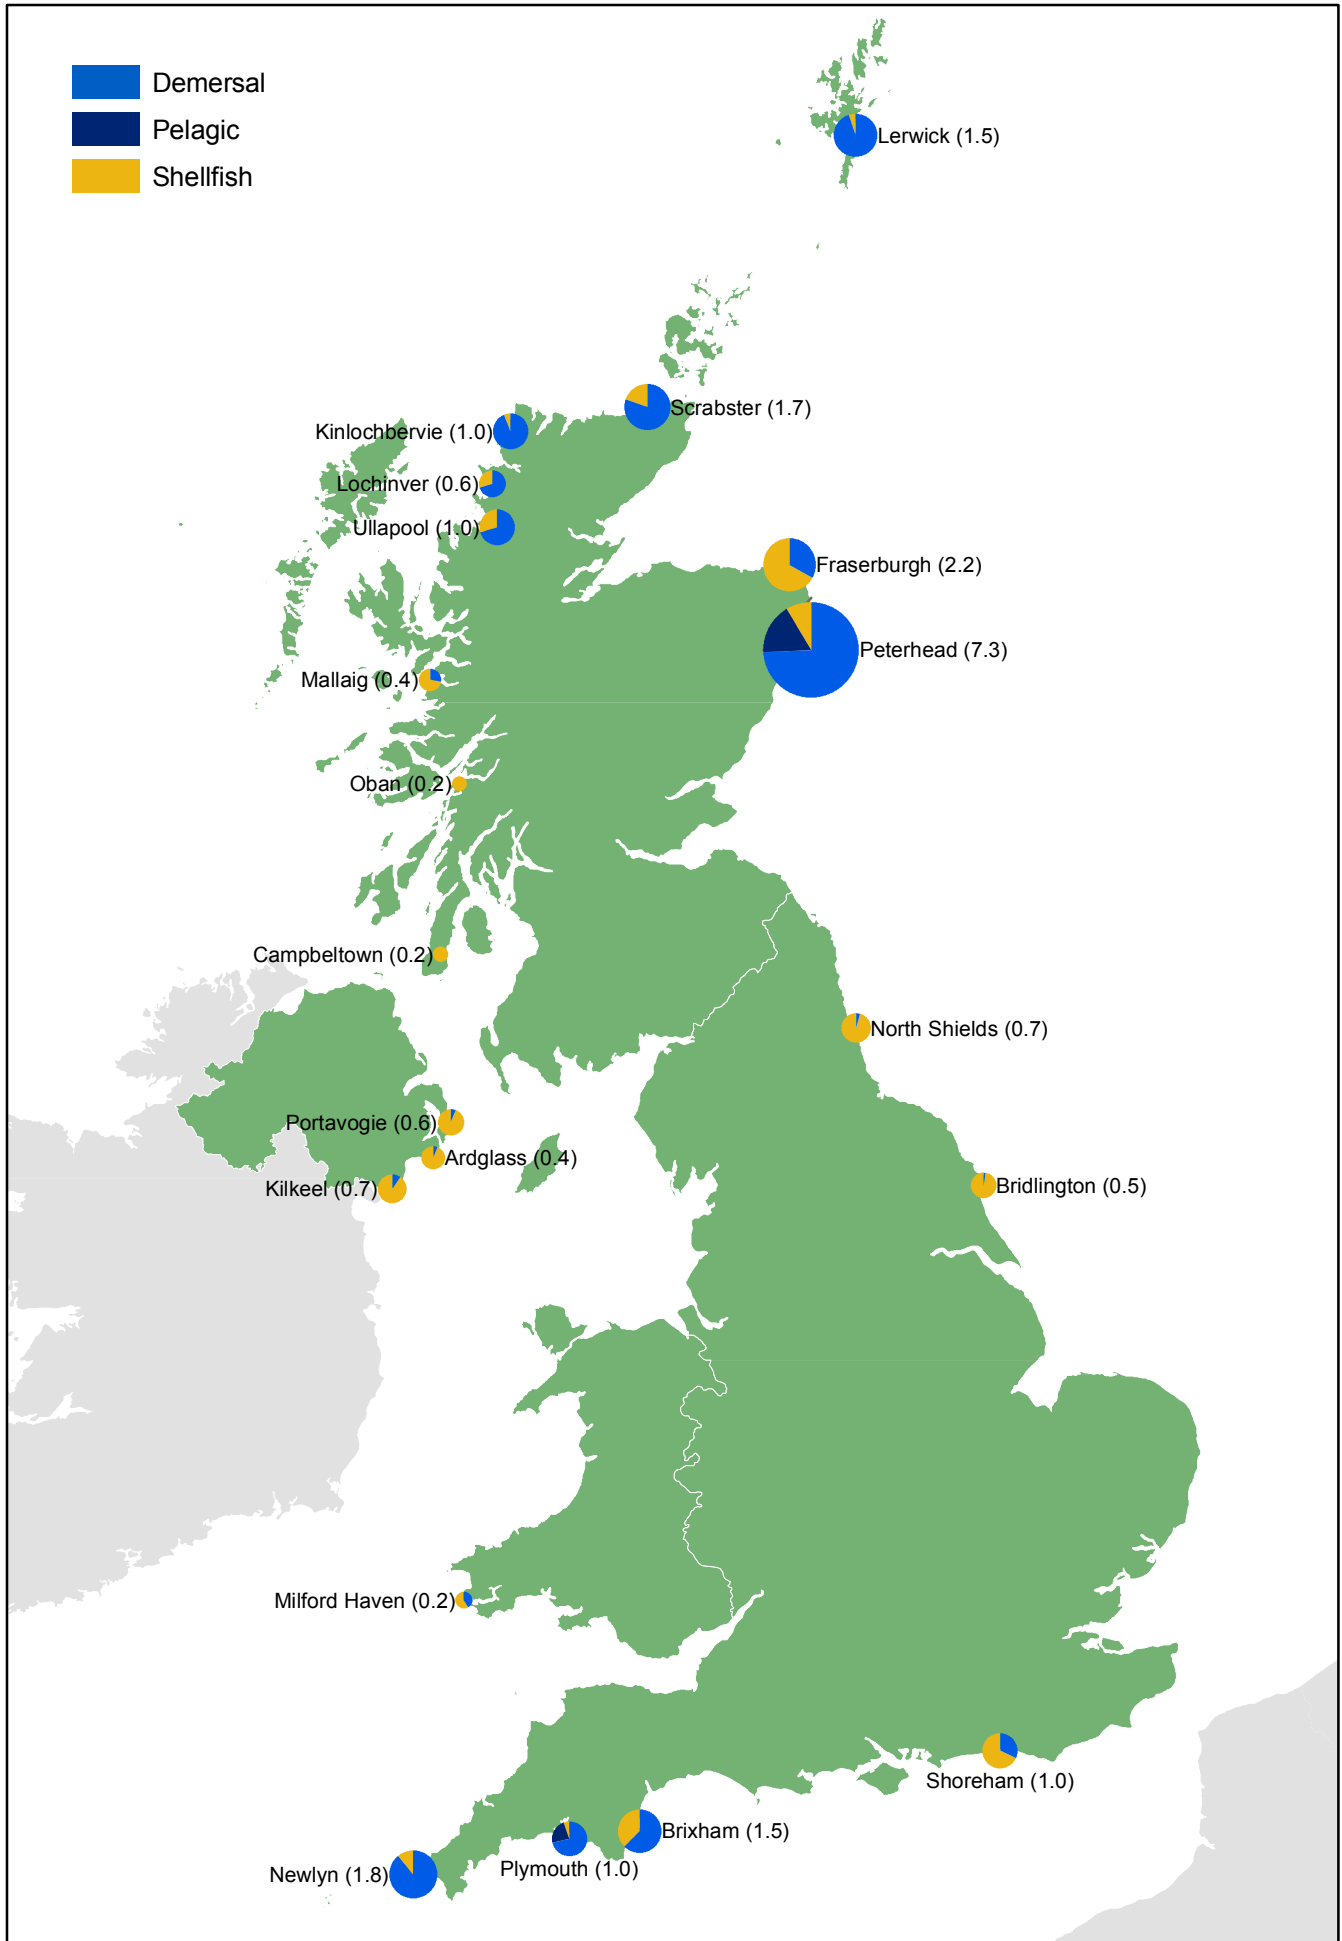 Demersal
Pelagic
Shellfish
Lerwick (1.5)
Scrabster (1.7)
Kinlochbervie (1.0)
Lochinver (0.6)
Ullapool (1.0)
Fraserburgh (2.2)
Peterhead (7.3)
Mallaig (0.4)
Oban (0.2)
Campbeltown (0.2)
North Shields (0.7)
Portavogie (0.6)
Ardglass (0.4)
Kilkeel (0.7)
Bridlington (0.5)
Milford Haven (0.2)
Shoreham (1.0)
Brixham (1.5)
Plymouth (1.0)
Newlyn (1.8)